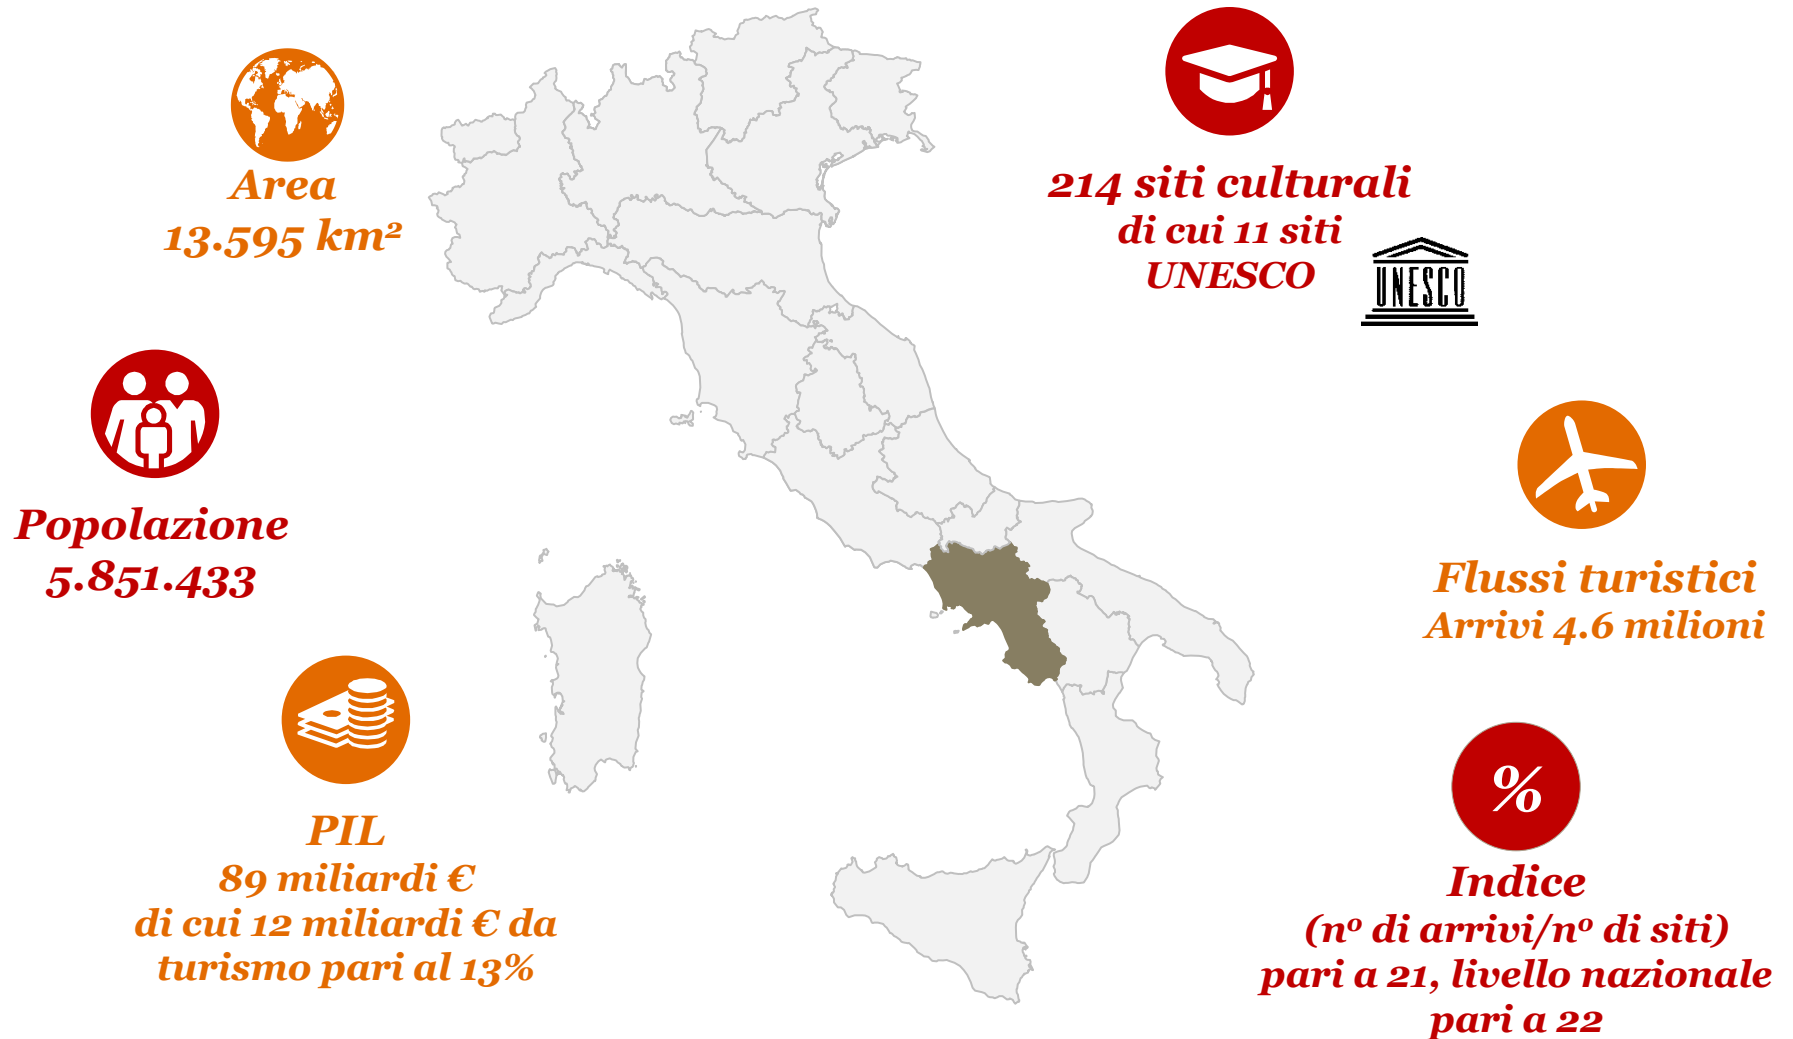 Area
13.595 km²
214 siti culturali
di cui 11 siti
UNESCO
UNESCO
Popolazione
5.851.433
Flussi turistici
Arrivi 4.6 milioni
PIL
89 miliardi €
di cui 12 miliardi € da
turismo pari al 13%
%
Indice
(nº di arrivi/nº di siti)
pari a 21, livello nazionale
pari a 22